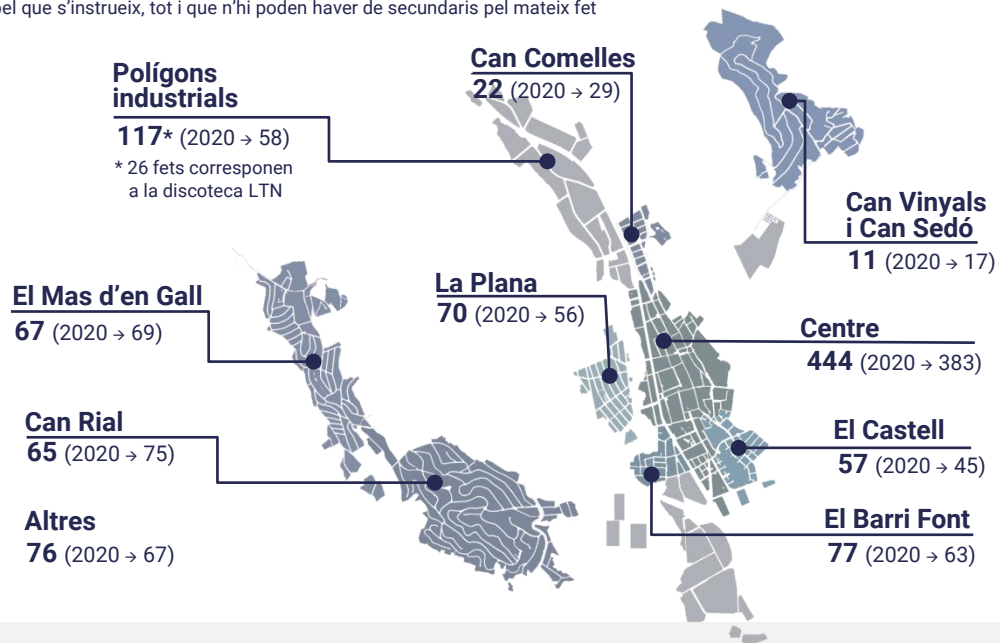 pel que s’instrueix, tot i que n’hi poden haver de secundaris pel mateix fet
Polígons
industrials
117* (2020 → 58)
* 26 fets corresponen
a la discoteca LTN
Can Comelles
22 (2020 → 29)
Can Vinyals
i Can Sedó
11 (2020 → 17)
El Mas d’en Gall
67 (2020 → 69)
La Plana
70 (2020 → 56)
Centre
444 (2020 → 383)
Can Rial
65 (2020 → 75)
El Castell
57 (2020 → 45)
Altres
76 (2020 → 67)
El Barri Font
77 (2020 → 63)